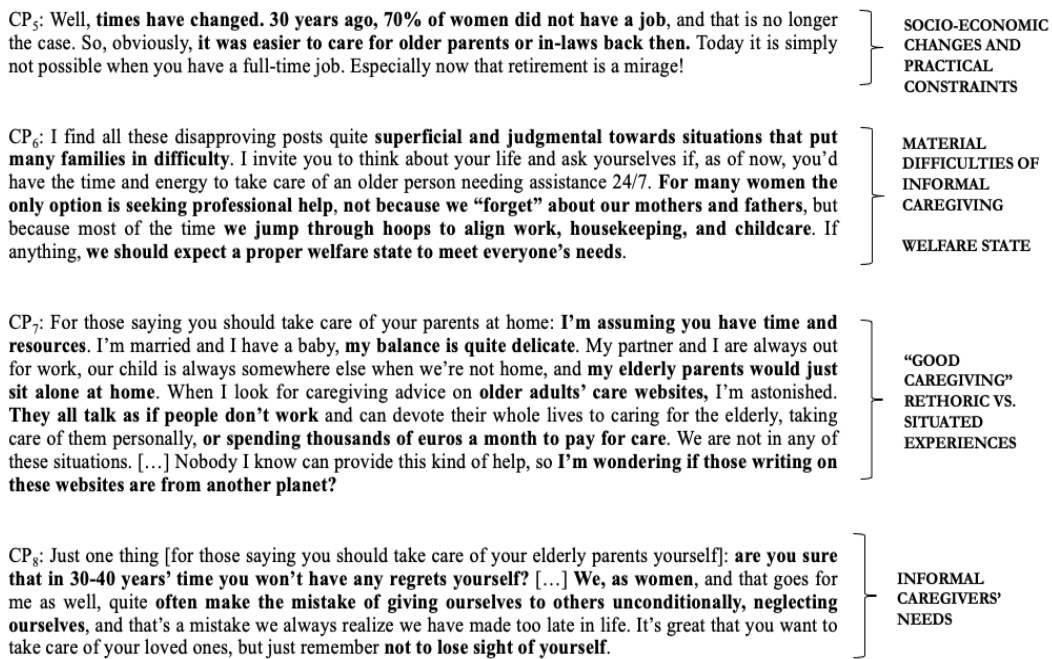 CP₅: Well, times have changed. 30 years ago, 70% of women did not have a job, and that is no longer
the case. So, obviously, it was easier to care for older parents or in-laws back then. Today it is simply
not possible when you have a full-time job. Especially now that retirement is a mirage!
SOCIO-ECONOMIC
CHANGES AND
PRACTICAL
CONSTRAINTS
CP₆: I find all these disapproving posts quite superficial and judgmental towards situations that put
many families in difficulty. I invite you to think about your life and ask yourselves if, as of now, you’d
have the time and energy to take care of an older person needing assistance 24/7. For many women the
only option is seeking professional help, not because we “forget” about our mothers and fathers, but
because most of the time we jump through hoops to align work, housekeeping, and childcare. If
anything, we should expect a proper welfare state to meet everyone’s needs.
MATERIAL
DIFFICULTIES OF
INFORMAL
CAREGIVING
WELFARE STATE
CP₇: For those saying you should take care of your parents at home: I’m assuming you have time and
resources. I’m married and I have a baby, my balance is quite delicate. My partner and I are always out
for work, our child is always somewhere else when we’re not home, and my elderly parents would just
sit alone at home. When I look for caregiving advice on older adults’ care websites, I’m astonished.
They all talk as if people don’t work and can devote their whole lives to caring for the elderly, taking
care of them personally, or spending thousands of euros a month to pay for care. We are not in any of
these situations. […] Nobody I know can provide this kind of help, so I’m wondering if those writing on
these websites are from another planet?
“GOOD
CAREGIVING”
RETHORIC VS.
SITUATED
EXPERIENCES
CP₈: Just one thing [for those saying you should take care of your elderly parents yourself]: are you sure
that in 30-40 years’ time you won’t have any regrets yourself? […] We, as women, and that goes for
me as well, quite often make the mistake of giving ourselves to others unconditionally, neglecting
ourselves, and that’s a mistake we always realize we have made too late in life. It’s great that you want to
take care of your loved ones, but just remember not to lose sight of yourself.
INFORMAL
CAREGIVERS’
NEEDS